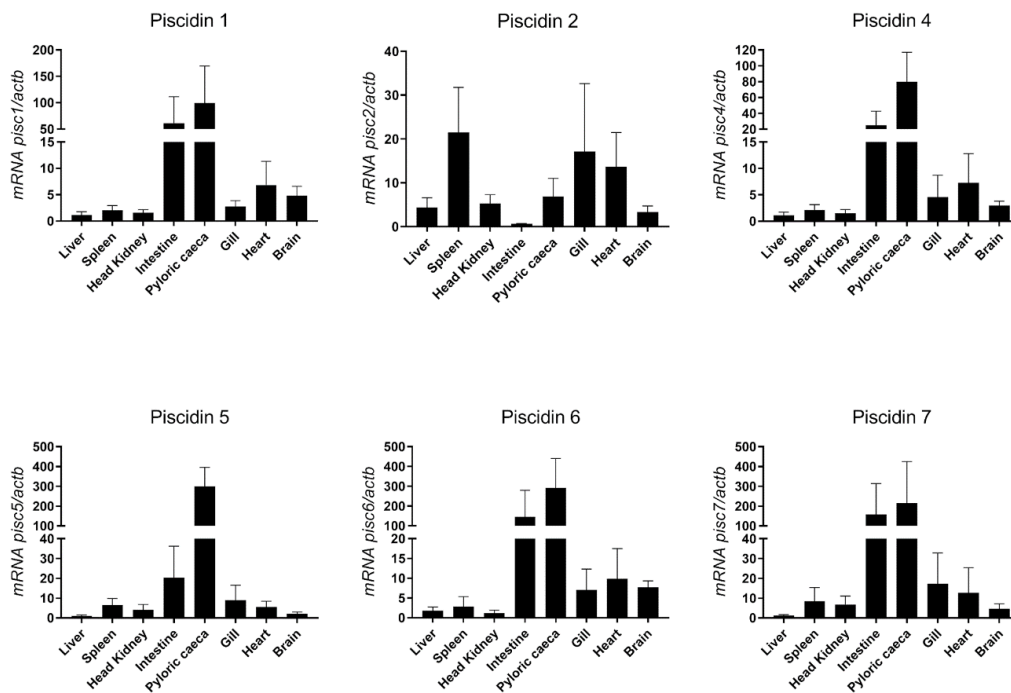 Piscidin 1
mRNA pisc1/actb
200
150
100
50
15
10
5
0
Liver
Spleen
Head Kidney
Intestine
Pyloric caeca
Gill
Heart
Brain
Piscidin 2
mRNA pisc2/actb
40
30
20
10
0
Liver
Spleen
Head Kidney
Intestine
Pyloric caeca
Gill
Heart
Brain
Piscidin 4
mRNA pisc4/actb
120
100
80
60
40
20
15
10
5
0
Liver
Spleen
Head Kidney
Intestine
Pyloric caeca
Gill
Heart
Brain
Piscidin 5
mRNA pisc5/actb
500
400
300
200
100
40
30
20
10
0
Liver
Spleen
Head Kidney
Intestine
Pyloric caeca
Gill
Heart
Brain
Piscidin 6
mRNA pisc6/actb
500
400
300
200
100
20
15
10
5
0
Liver
Spleen
Head Kidney
Intestine
Pyloric caeca
Gill
Heart
Brain
Piscidin 7
mRNA pisc7/actb
500
400
300
200
100
40
30
20
10
0
Liver
Spleen
Head Kidney
Intestine
Pyloric caeca
Gill
Heart
Brain